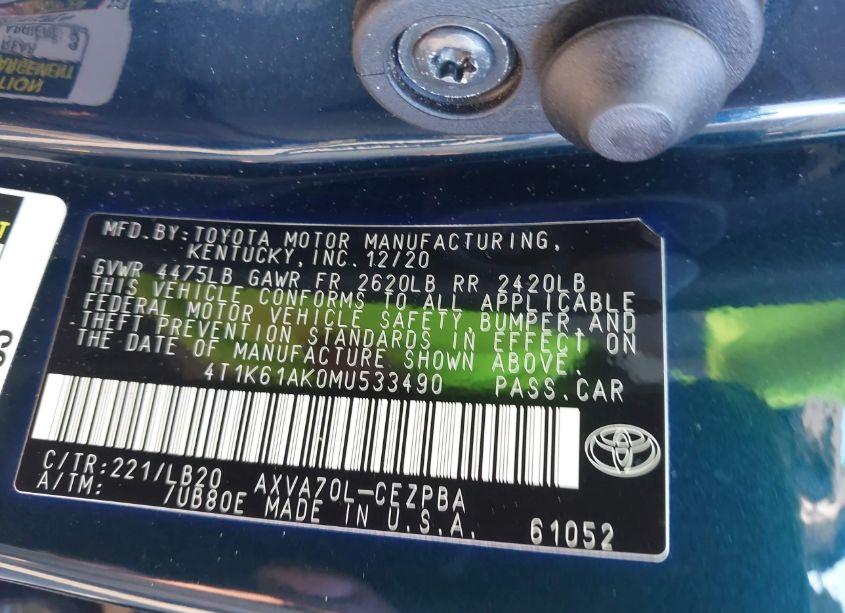 MFD.BY:TOYOTA MOTOR MANUFACTURING,
KENTUCKY,INC.12/20
GVWR 4475LB GAWR FR 2620LB RR 2420LB
THIS VEHICLE CONFORMS TO ALL APPLICABLE
FEDERAL MOTOR VEHICLE SAFETY,BUMPER,AND
THEFT PREVENTION STANDARDS IN EFFECT ON
THE DATE OF MANUFACTURE SHOWN ABOVE.
4T1K61AK0MU533490 PASS.CAR
C/TR:221/LB20 AXVA70L-CEZPBA
A/TM: /UB80E MADE IN U.S.A. 61052